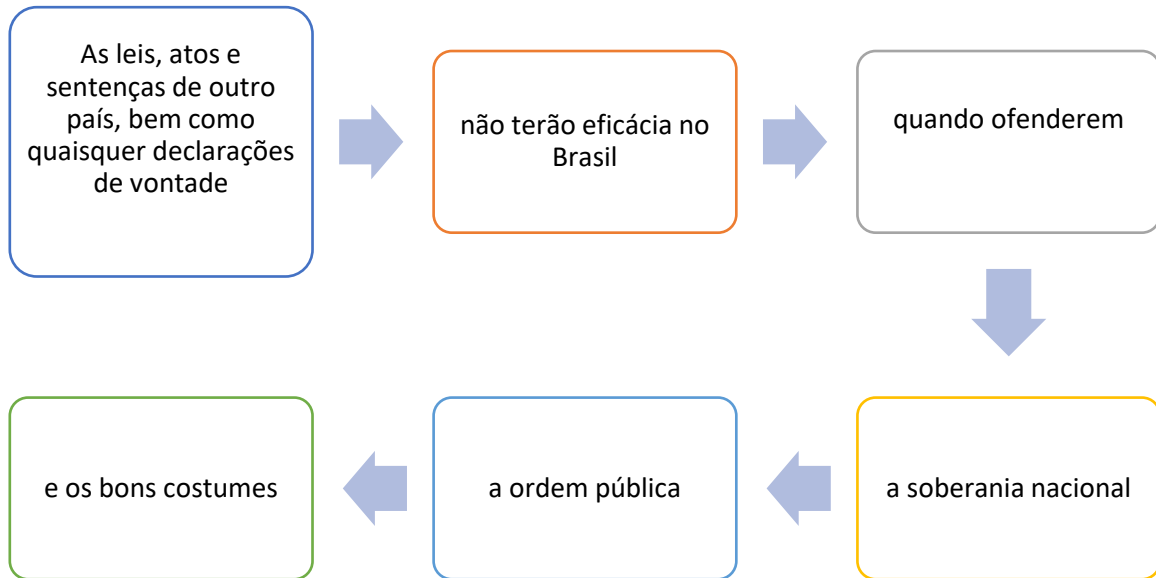 As leis, atos e
sentenças de outro
país, bem como
quaisquer declarações
de vontade
não terão eficácia no
Brasil
quando ofenderem
a soberania nacional
a ordem pública
e os bons costumes